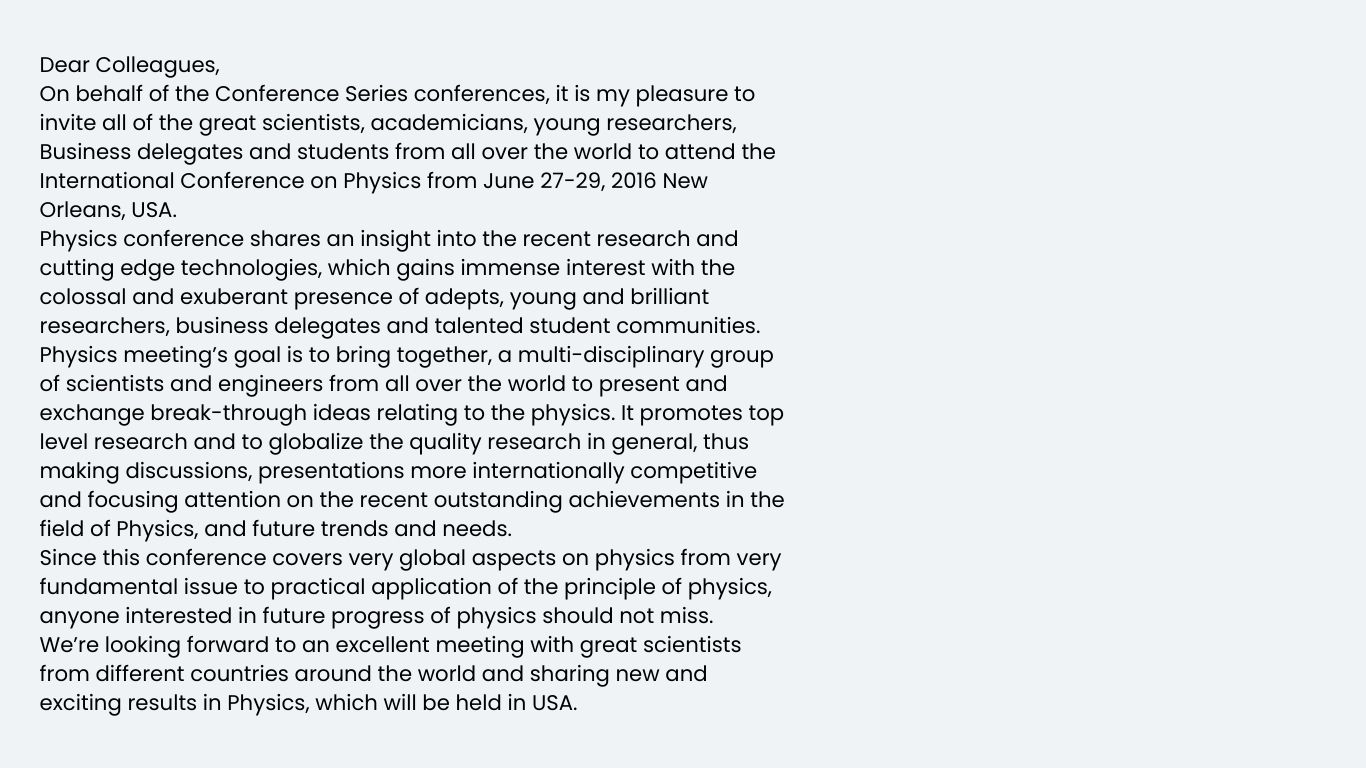 Dear Colleagues,
On behalf of the Conference Series conferences, it is my pleasure to
invite all of the great scientists, academicians, young researchers,
Business delegates and students from all over the world to attend the
International Conference on Physics from June 27-29, 2016 New
Orleans, USA.
Physics conference shares an insight into the recent research and
cutting edge technologies, which gains immense interest with the
colossal and exuberant presence of adepts, young and brilliant
researchers, business delegates and talented student communities.
Physics meeting’s goal is to bring together, a multi-disciplinary group
of scientists and engineers from all over the world to present and
exchange break-through ideas relating to the physics. It promotes top
level research and to globalize the quality research in general, thus
making discussions, presentations more internationally competitive
and focusing attention on the recent outstanding achievements in the
field of Physics, and future trends and needs.
Since this conference covers very global aspects on physics from very
fundamental issue to practical application of the principle of physics,
anyone interested in future progress of physics should not miss.
We’re looking forward to an excellent meeting with great scientists
from different countries around the world and sharing new and
exciting results in Physics, which will be held in USA.